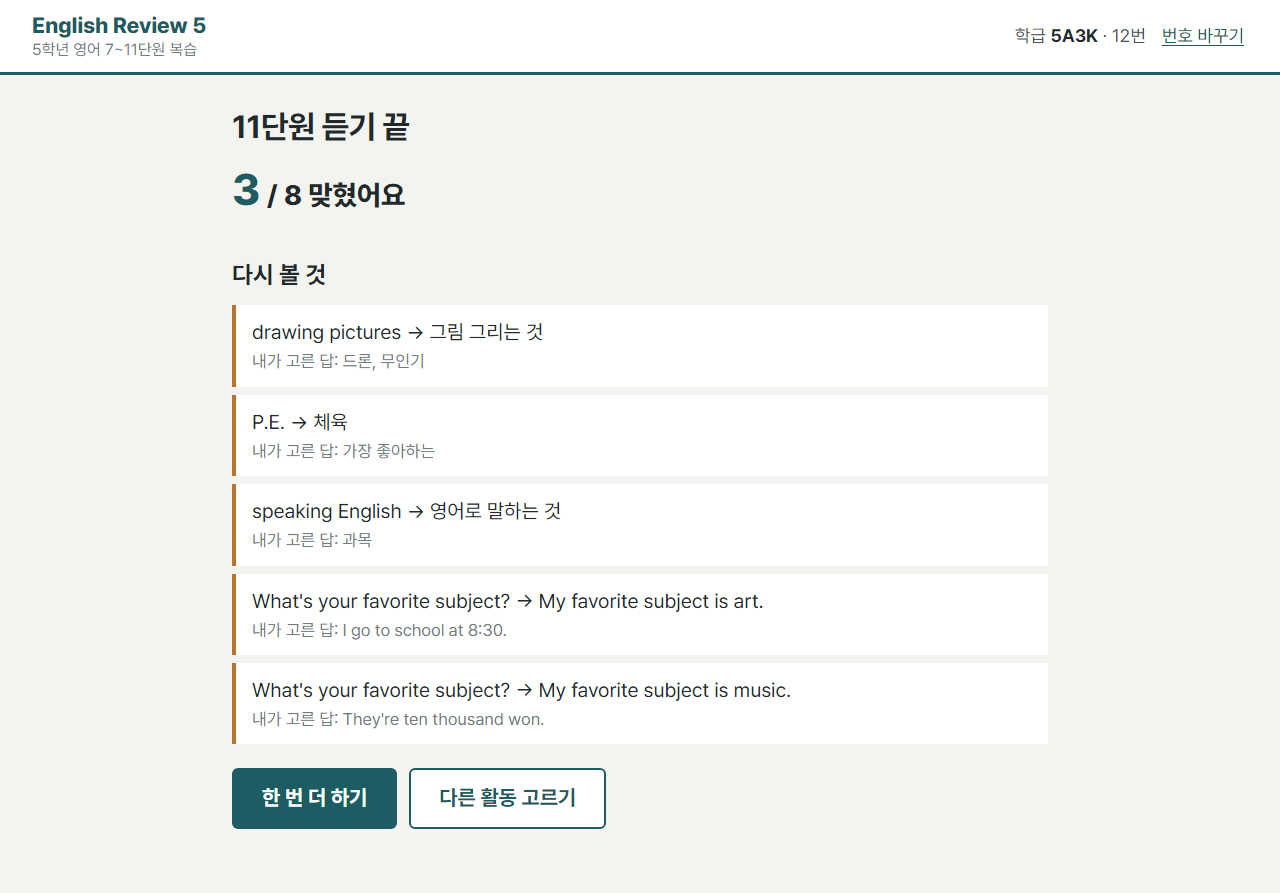 English Review 5
5학년 영어 7~11단원 복습
학급 5A3K · 12번 번호 바꾸기
11단원 듣기 끝
3 / 8 맞혔어요
다시 볼 것
drawing pictures → 그림 그리는 것
내가 고른 답: 드론, 무인기
P.E. → 체육
내가 고른 답: 가장 좋아하는
speaking English → 영어로 말하는 것
내가 고른 답: 과목
What's your favorite subject? → My favorite subject is art.
내가 고른 답: I go to school at 8:30.
What's your favorite subject? → My favorite subject is music.
내가 고른 답: They're ten thousand won.
한 번 더 하기 다른 활동 고르기